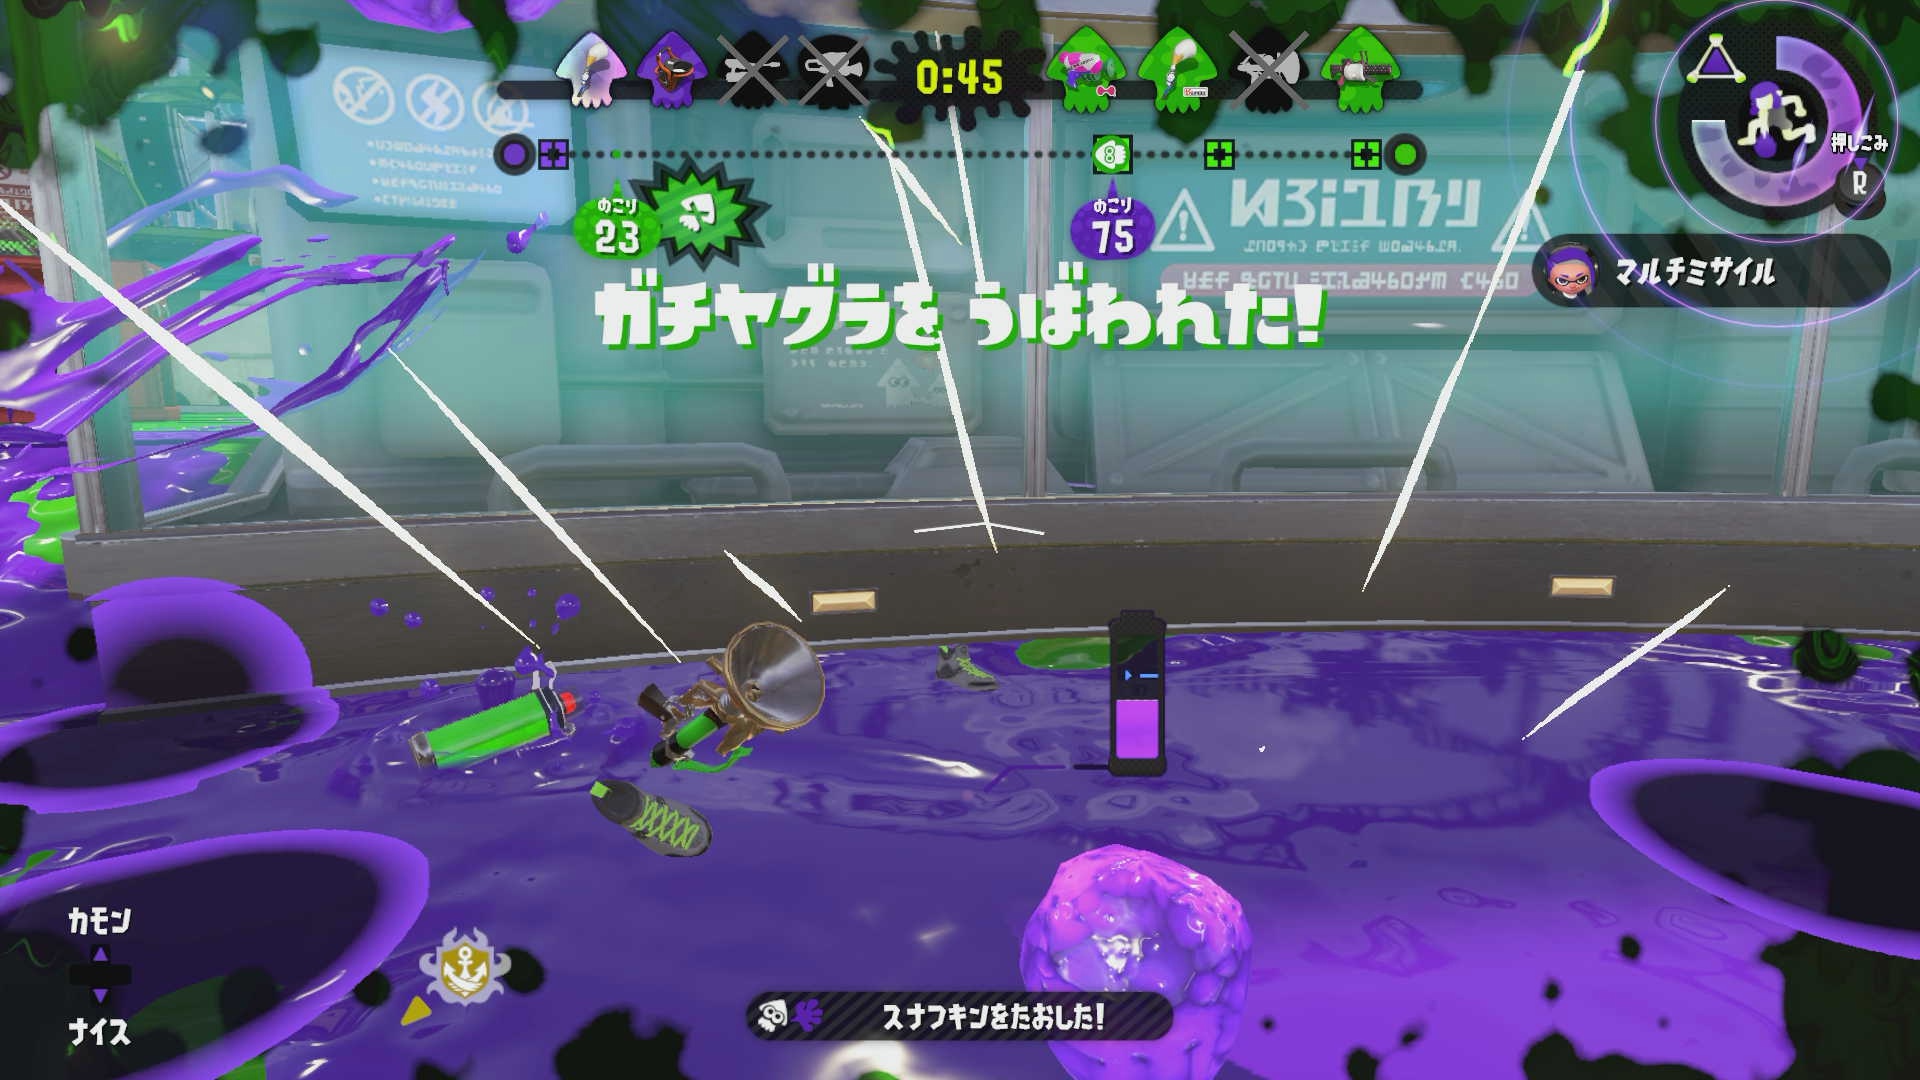 0:45
押しこみ
R
のこり
23
のこり
75
マルチミサイル
ガチヤグラを うばわれた!
カモン
ナイス
スナフキンをたおした!